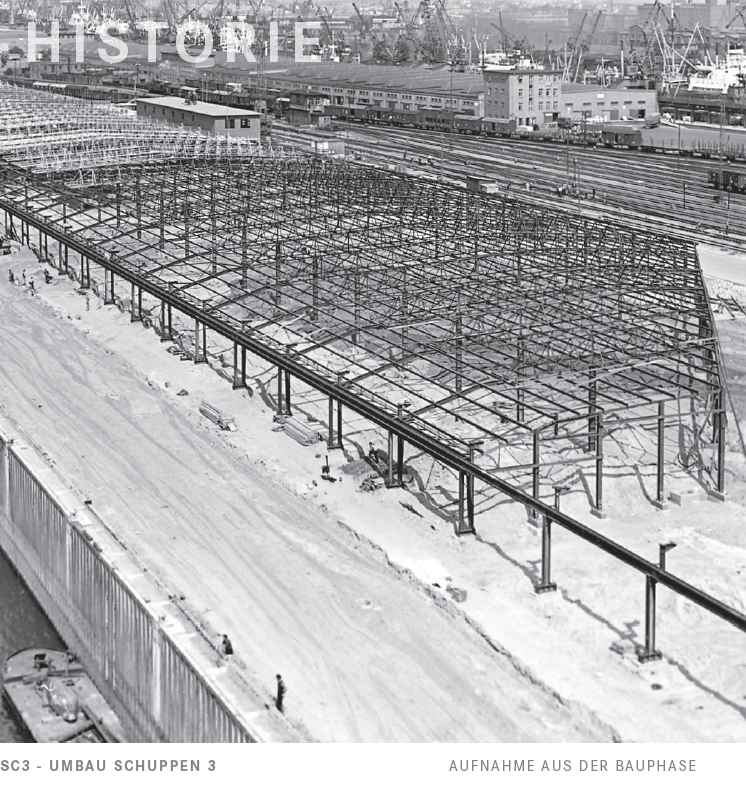 .HISTORIE
SC3 - UMBAU SCHUPPEN 3
AUFNAHME AUS DER BAUPHASE